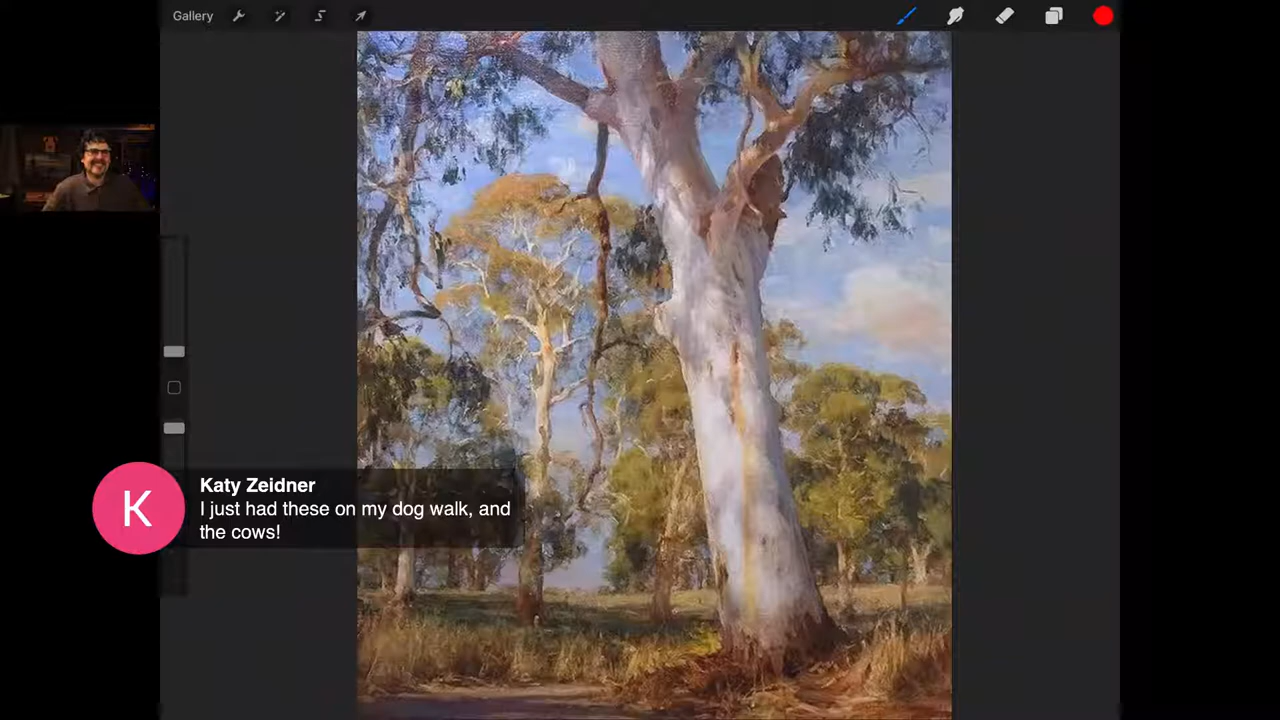 Gallery
K
Katy Zeidner
I just had these on my dog walk, and
the cows!